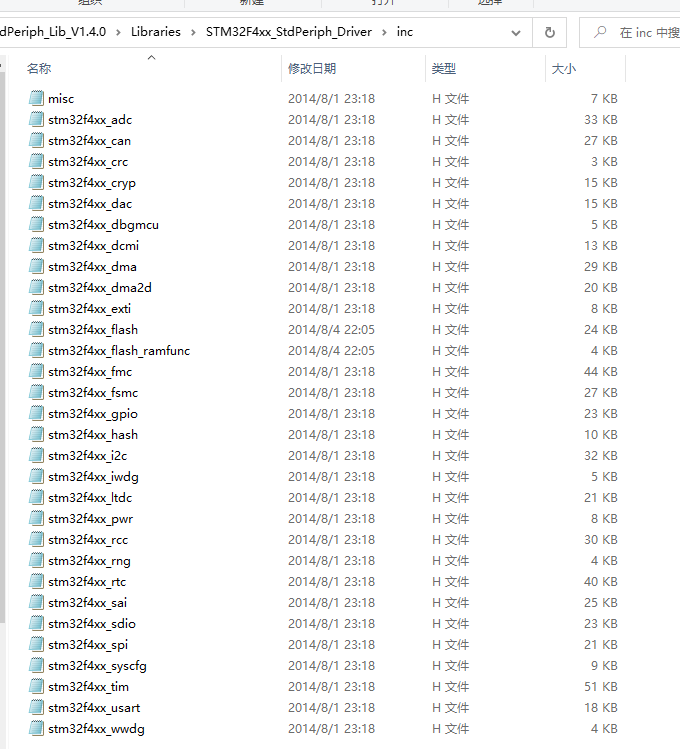 组织 新建 打开 选择
dPeriph_Lib_V1.4.0 > Libraries > STM32F4xx_StdPeriph_Driver > inc 在 inc 中搜
名称 修改日期 类型 大小
misc 2014/8/1 23:18 H 文件 7 KB
stm32f4xx_adc 2014/8/1 23:18 H 文件 33 KB
stm32f4xx_can 2014/8/1 23:18 H 文件 27 KB
stm32f4xx_crc 2014/8/1 23:18 H 文件 3 KB
stm32f4xx_cryp 2014/8/1 23:18 H 文件 15 KB
stm32f4xx_dac 2014/8/1 23:18 H 文件 15 KB
stm32f4xx_dbgmcu 2014/8/1 23:18 H 文件 5 KB
stm32f4xx_dcmi 2014/8/1 23:18 H 文件 13 KB
stm32f4xx_dma 2014/8/1 23:18 H 文件 29 KB
stm32f4xx_dma2d 2014/8/1 23:18 H 文件 20 KB
stm32f4xx_exti 2014/8/1 23:18 H 文件 8 KB
stm32f4xx_flash 2014/8/4 22:05 H 文件 24 KB
stm32f4xx_flash_ramfunc 2014/8/4 22:05 H 文件 4 KB
stm32f4xx_fmc 2014/8/1 23:18 H 文件 44 KB
stm32f4xx_fsmc 2014/8/1 23:18 H 文件 27 KB
stm32f4xx_gpio 2014/8/1 23:18 H 文件 23 KB
stm32f4xx_hash 2014/8/1 23:18 H 文件 10 KB
stm32f4xx_i2c 2014/8/1 23:18 H 文件 32 KB
stm32f4xx_iwdg 2014/8/1 23:18 H 文件 5 KB
stm32f4xx_ltdc 2014/8/1 23:18 H 文件 21 KB
stm32f4xx_pwr 2014/8/1 23:18 H 文件 8 KB
stm32f4xx_rcc 2014/8/1 23:18 H 文件 30 KB
stm32f4xx_rng 2014/8/1 23:18 H 文件 4 KB
stm32f4xx_rtc 2014/8/1 23:18 H 文件 40 KB
stm32f4xx_sai 2014/8/1 23:18 H 文件 25 KB
stm32f4xx_sdio 2014/8/1 23:18 H 文件 23 KB
stm32f4xx_spi 2014/8/1 23:18 H 文件 21 KB
stm32f4xx_syscfg 2014/8/1 23:18 H 文件 9 KB
stm32f4xx_tim 2014/8/1 23:18 H 文件 51 KB
stm32f4xx_usart 2014/8/1 23:18 H 文件 18 KB
stm32f4xx_wwdg 2014/8/1 23:18 H 文件 4 KB